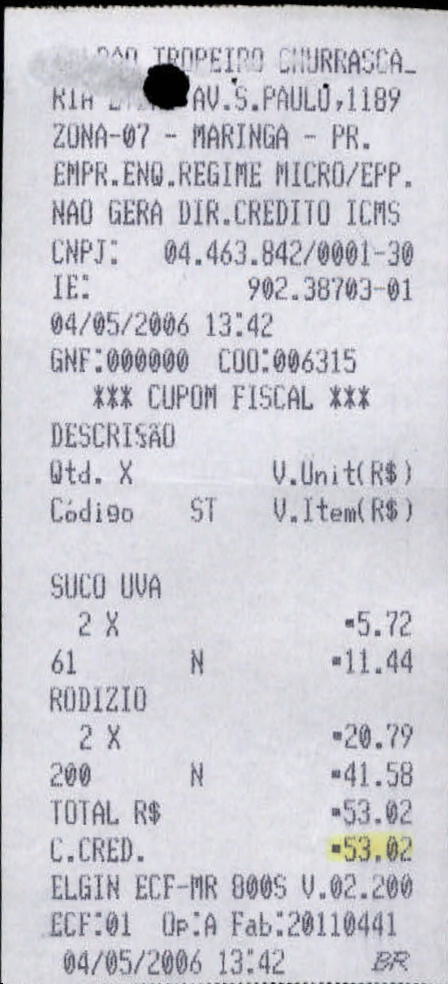 TROPEIRO CHURRASCA_
RIA AV.S.PAULO,1189
ZONA-07 - MARINGA - PR.
EMPR.ENQ.REGIME MICRO/EPP.
NAO GERA DIR.CREDITO ICMS
CNPJ: 04.463.842/0001-30
IE: 902.38703-01
04/05/2006 13:42
GNF:000000 COO:006315
*** CUPOM FISCAL ***
DESCRISÃO
Qtd. X V.Unit(R$)
Código ST V.Item(R$)
SUCO UVA
2 X 5.72
61 N 11.44
RODIZIO
2 X 20.79
200 N 41.58
TOTAL R$ 53.02
C.CRED. 53.02
ELGIN ECF-MR 800S V.02.200
ECF:01 Op:A Fab:20110441
04/05/2006 13:42 BR